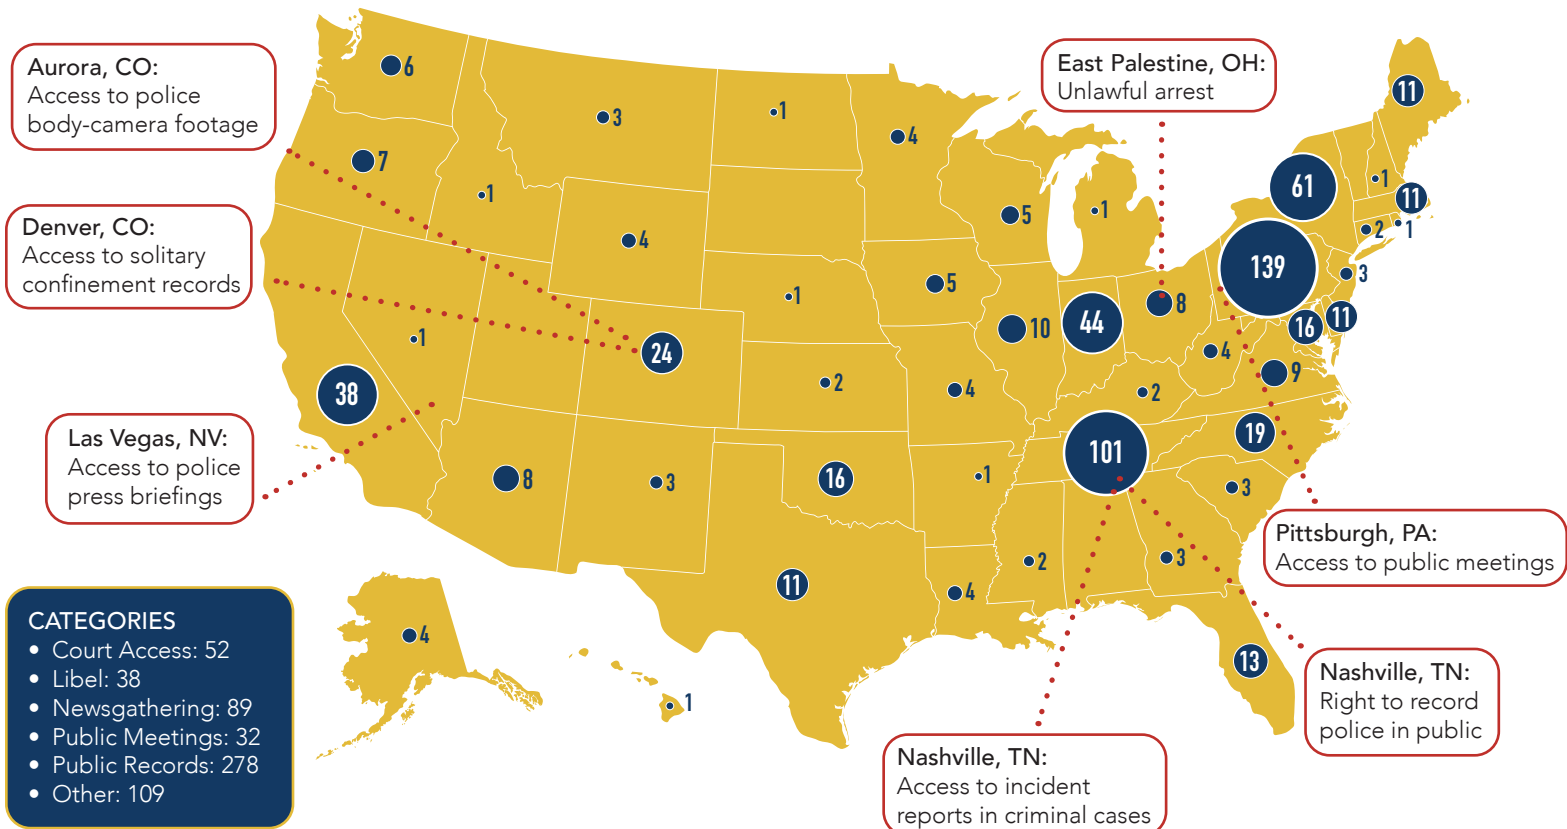 Aurora, CO:
Access to police
body-camera footage
Denver, CO:
Access to solitary
confinement records
Las Vegas, NV:
Access to police
press briefings
East Palestine, OH:
Unlawful arrest
Pittsburgh, PA:
Access to public meetings
Nashville, TN:
Right to record
police in public
Nashville, TN:
Access to incident
reports in criminal cases
CATEGORIES
• Court Access: 52
• Libel: 38
• Newsgathering: 89
• Public Meetings: 32
• Public Records: 278
• Other: 109
6
7
1
3
1
4
4
1
24
1
38
8
3
2
16
11
4
1
5
5
10
4
1
4
2
1
44
8
2
101
3
13
3
19
9
4
16
11
139
3
61
2
1
11
1
11